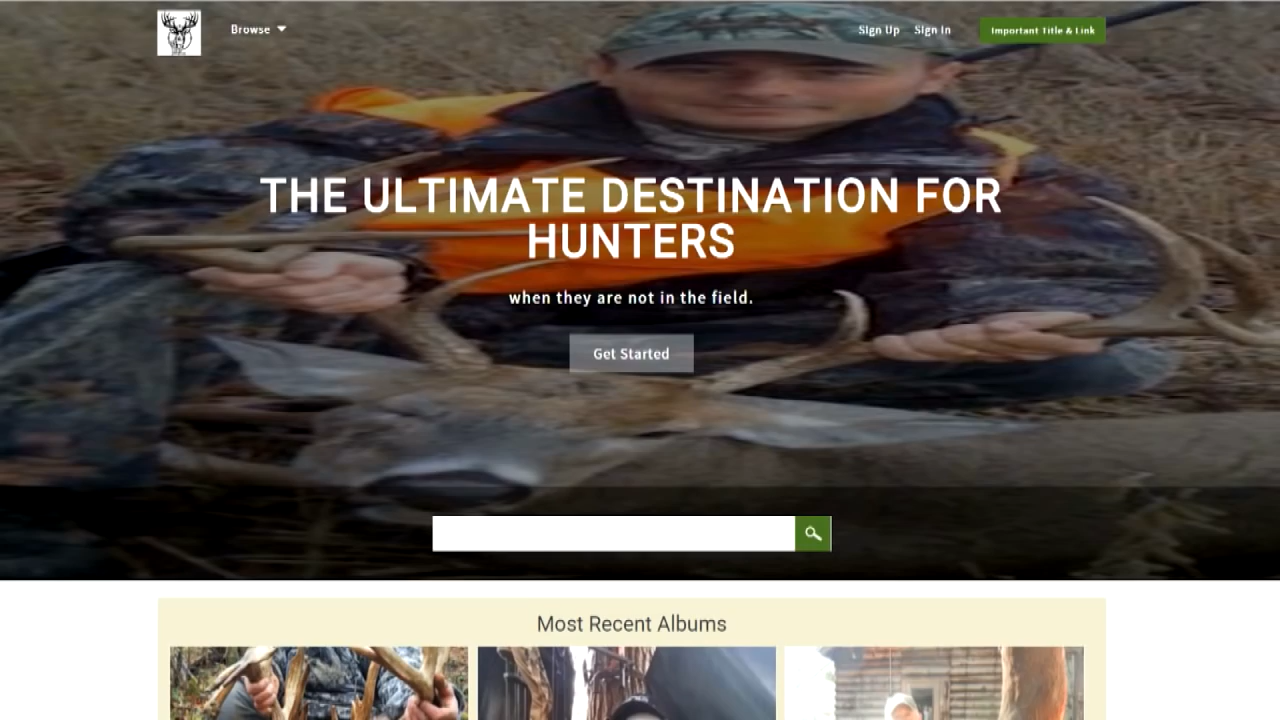 Browse
Sign Up
Sign In
Important Title & Link
THE ULTIMATE DESTINATION FOR
HUNTERS
when they are not in the field.
Get Started
Most Recent Albums